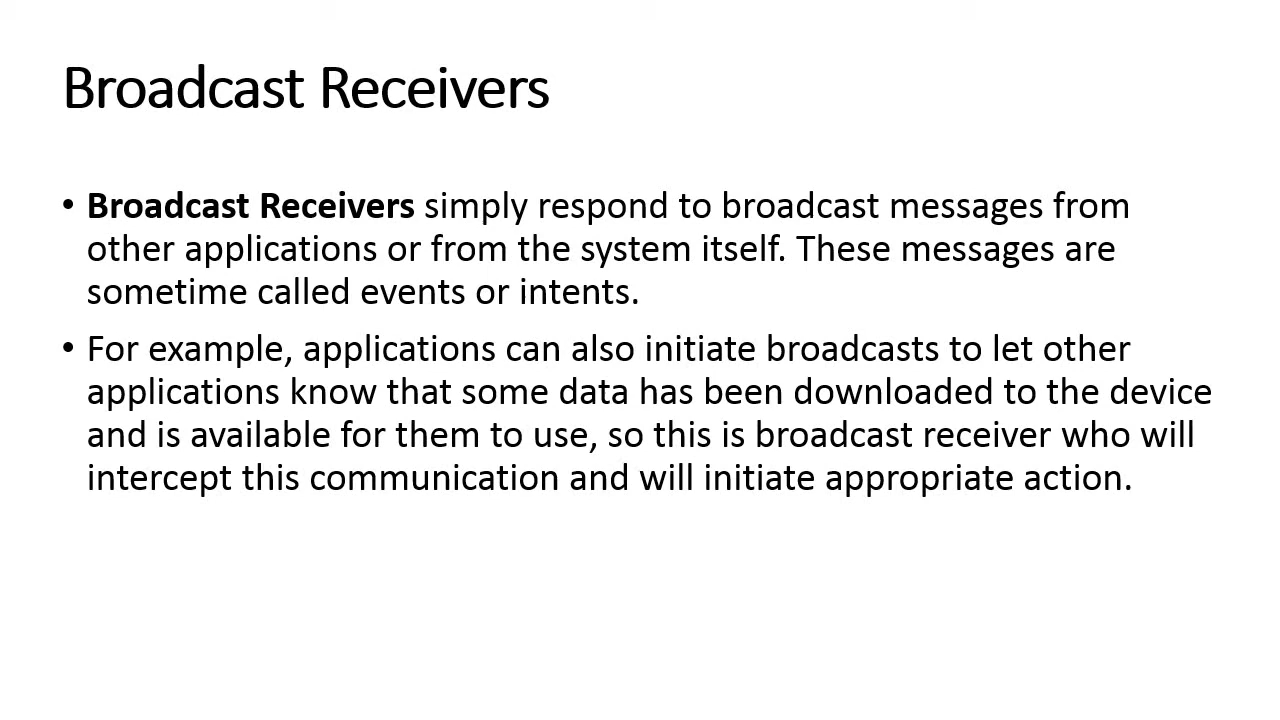 Broadcast Receivers
• Broadcast Receivers simply respond to broadcast messages from
other applications or from the system itself. These messages are
sometime called events or intents.
• For example, applications can also initiate broadcasts to let other
applications know that some data has been downloaded to the device
and is available for them to use, so this is broadcast receiver who will
intercept this communication and will initiate appropriate action.